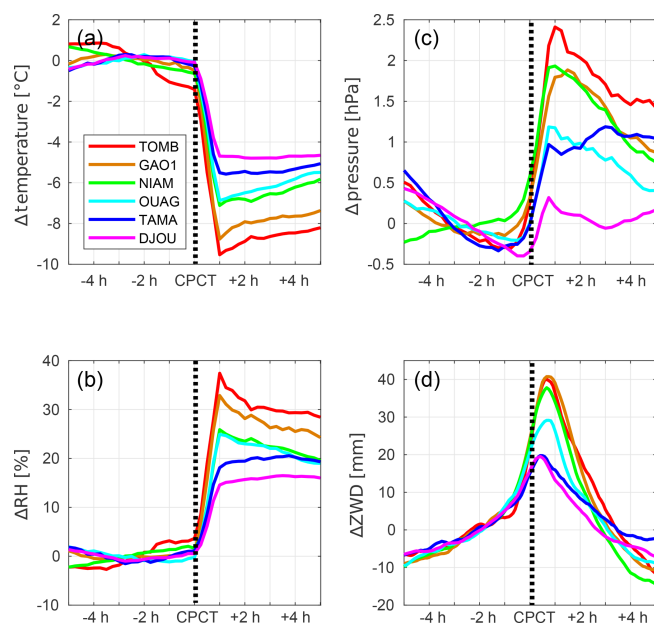 (a)
Δtemperature [°C]
2
0
-2
-4
-6
-8
-10
TOMB
GAO1
NIAM
OUAG
TAMA
DJOU
-4 h -2 h CPCT +2 h +4 h
(c)
Δpressure [hPa]
2.5
2
1.5
1
0.5
0
-0.5
-4 h -2 h CPCT +2 h +4 h
(b)
ΔRH [%]
40
30
20
10
0
-10
-4 h -2 h CPCT +2 h +4 h
(d)
ΔZWD [mm]
40
30
20
10
0
-10
-20
-4 h -2 h CPCT +2 h +4 h